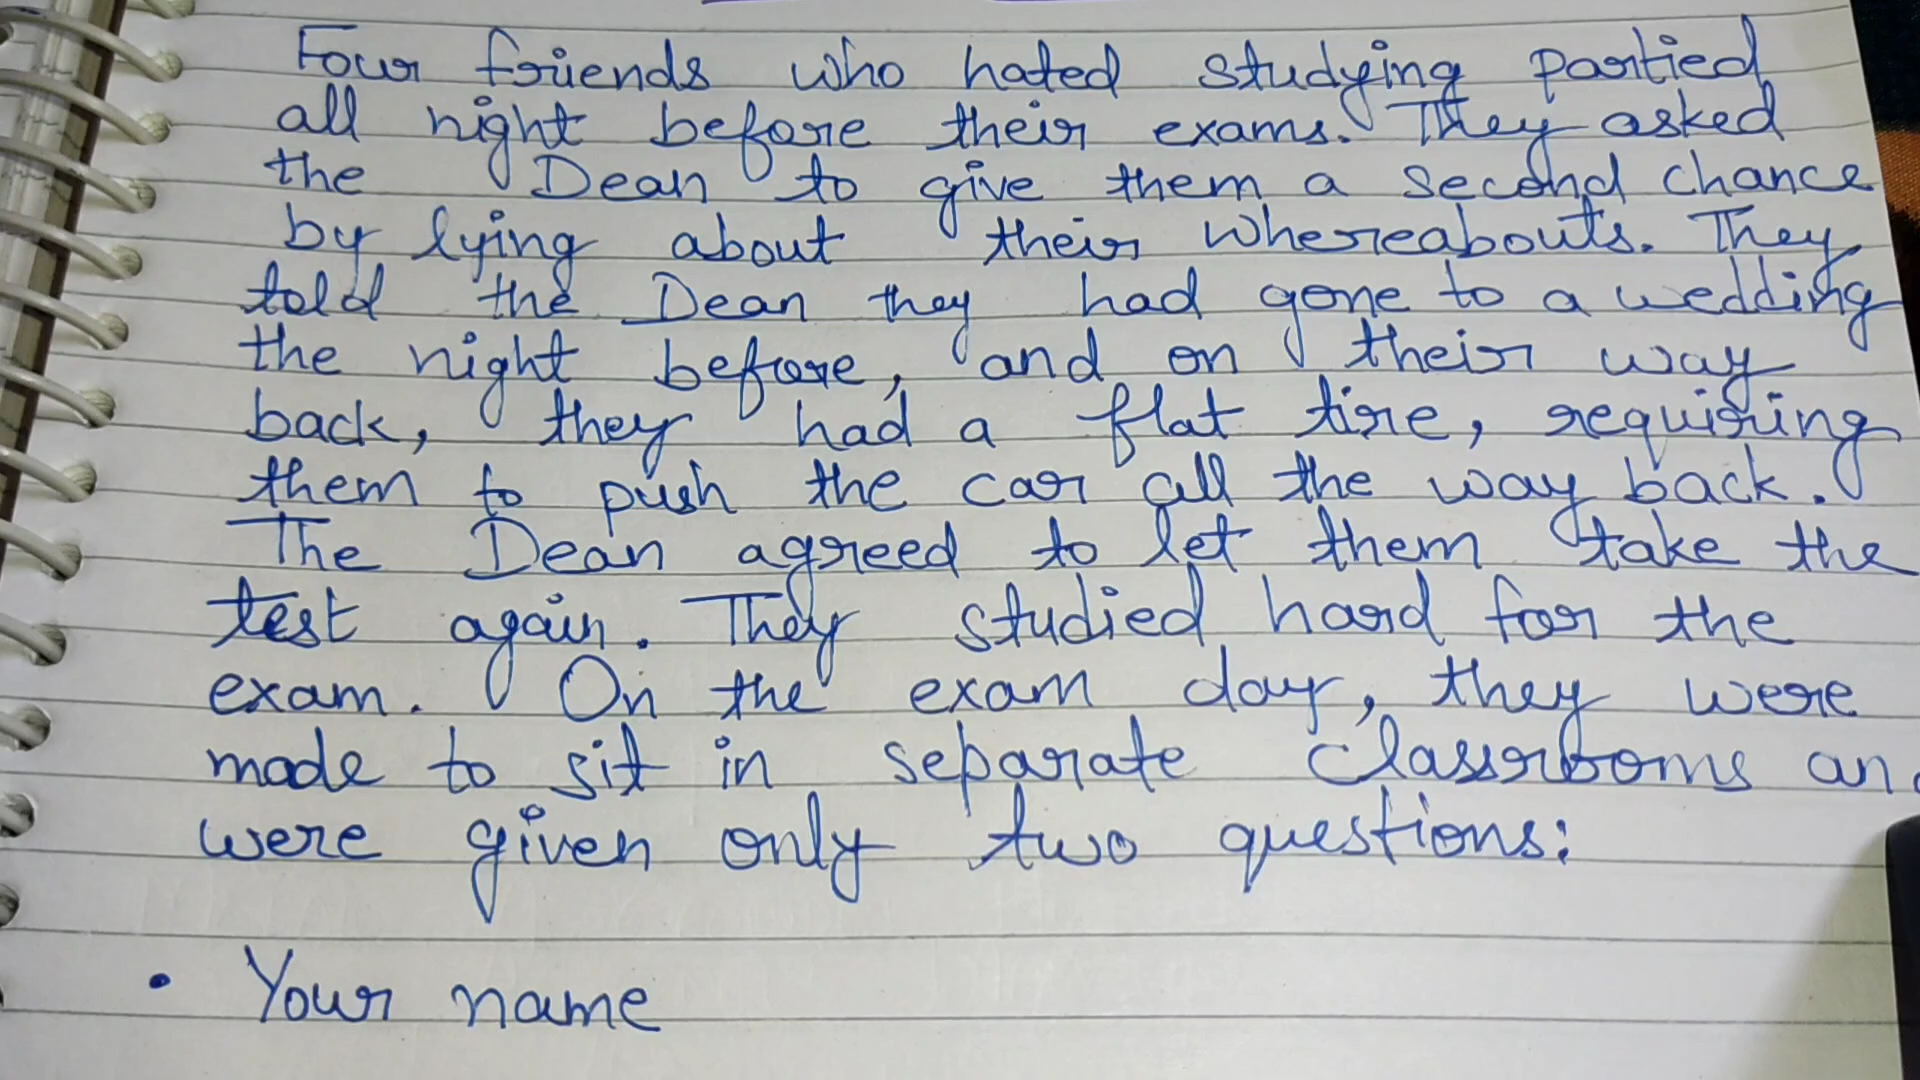 Four friends who hated studying partied
all night before their exams. They asked
the Dean to give them a second chance
by lying about their whereabouts. They
told the Dean they had gone to a wedding
the night before, and on their way
back, they had a flat tire, requiring
them to push the car all the way back.
The Dean agreed to let them take the
test again. They studied hard for the
exam. On the exam day, they were
made to sit in separate classrooms an
were given only two questions:
• Your name